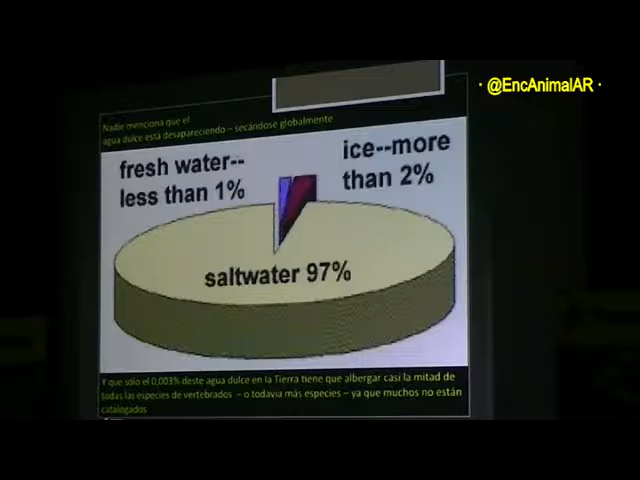 · @EncAnimalAR ·
Nadie menciona que el
agua dulce está desapareciendo – secándose globalmente
fresh water--
less than 1%
ice--more
than 2%
saltwater 97%
Y que sólo el 0,003% deste agua dulce en la Tierra tiene que albergar casi la mitad de
todas las especies de vertebrados – o todavia más especies – ya que muchos no están
catalogados